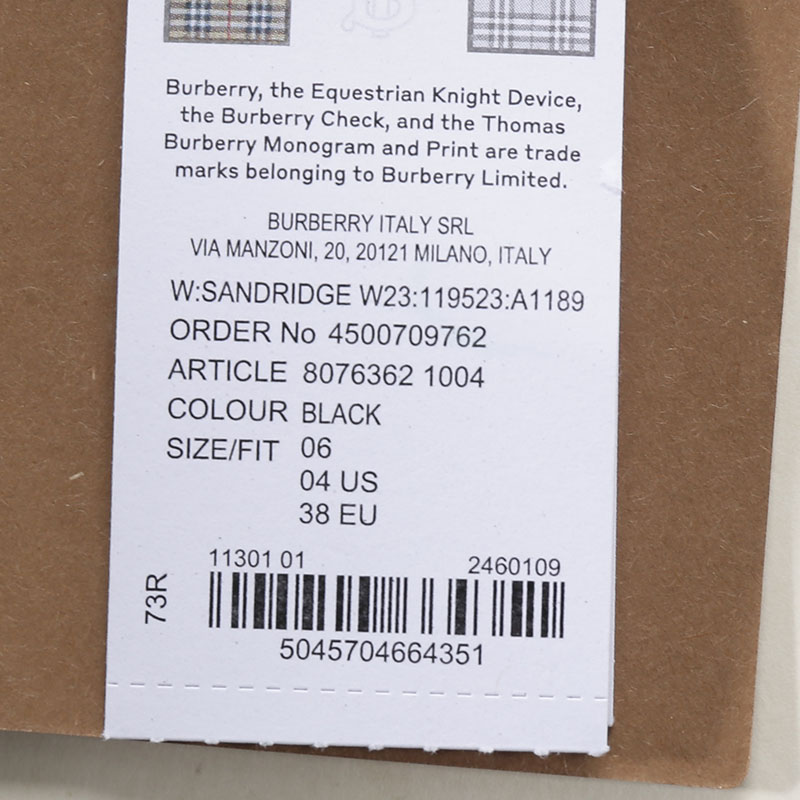 Burberry, the Equestrian Knight Device,
the Burberry Check, and the Thomas
Burberry Monogram and Print are trade
marks belonging to Burberry Limited.
BURBERRY ITALY SRL
VIA MANZONI, 20, 20121 MILANO, ITALY
W:SANDRIDGE W23:119523:A1189
ORDER No 4500709762
ARTICLE 8076362 1004
COLOUR BLACK
SIZE/FIT 06
04 US
38 EU
11301 01 2460109
73R
5045704664351